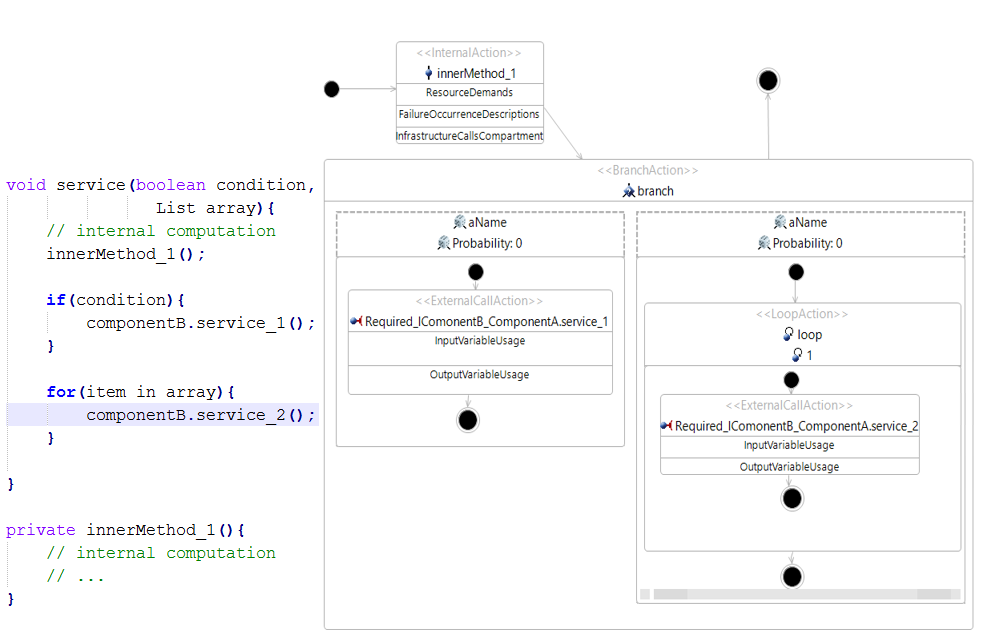 void service(boolean condition,
List array){
// internal computation
innerMethod_1();
if(condition){
componentB.service_1();
}
for(item in array){
componentB.service_2();
}
}
private innerMethod_1(){
// internal computation
// ...
}
<<InternalAction>>
innerMethod_1
ResourceDemands
FailureOccurrenceDescriptions
InfrastructureCallsCompartment
<<BranchAction>>
branch
aName
Probability: 0
<<ExternalCallAction>>
Required_IComonentB_ComponentA.service_1
InputVariableUsage
OutputVariableUsage
aName
Probability: 0
<<LoopAction>>
loop
1
<<ExternalCallAction>>
Required_IComonentB_ComponentA.service_2
InputVariableUsage
OutputVariableUsage